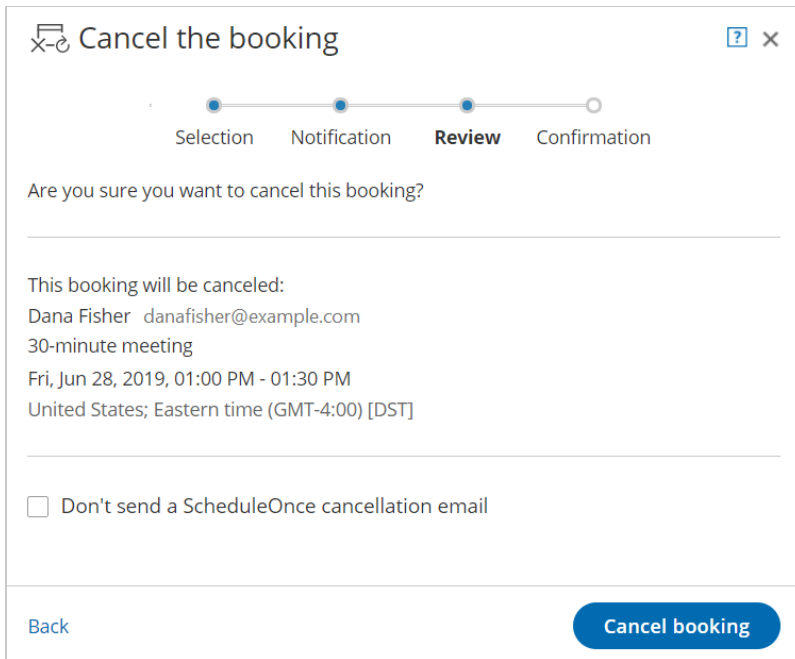 Cancel the booking
?
Selection Notification Review Confirmation
Are you sure you want to cancel this booking?
This booking will be canceled:
Dana Fisher danafisher@example.com
30-minute meeting
Fri, Jun 28, 2019, 01:00 PM - 01:30 PM
United States; Eastern time (GMT-4:00) [DST]
Don't send a ScheduleOnce cancellation email
Back Cancel booking